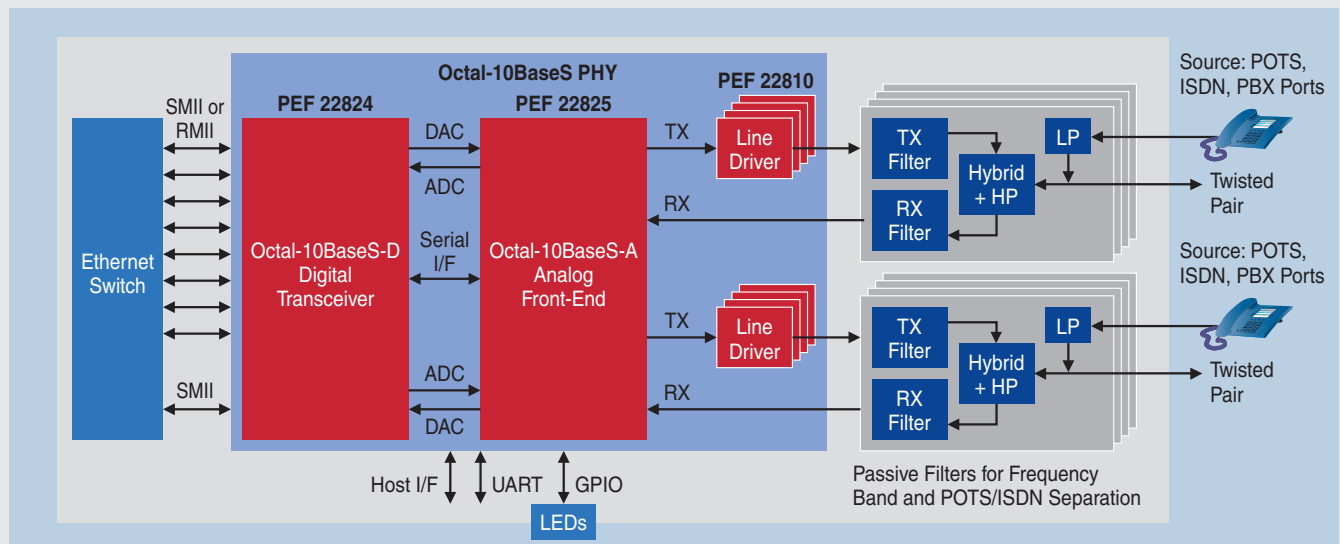 Octal-10BaseS PHY
PEF 22824
PEF 22825
PEF 22810
SMII or
RMII
SMII
Ethernet
Switch
Octal-10BaseS-D
Digital
Transceiver
DAC
ADC
Serial
I/F
ADC
DAC
Octal-10BaseS-A
Analog
Front-End
TX
RX
TX
RX
Line
Driver
Line
Driver
TX
Filter
RX
Filter
Hybrid
+ HP
LP
Source: POTS,
ISDN, PBX Ports
Twisted
Pair
TX
Filter
RX
Filter
Hybrid
+ HP
LP
Source: POTS,
ISDN, PBX Ports
Twisted
Pair
Host I/F
UART
GPIO
LEDs
Passive Filters for Frequency
Band and POTS/ISDN Separation